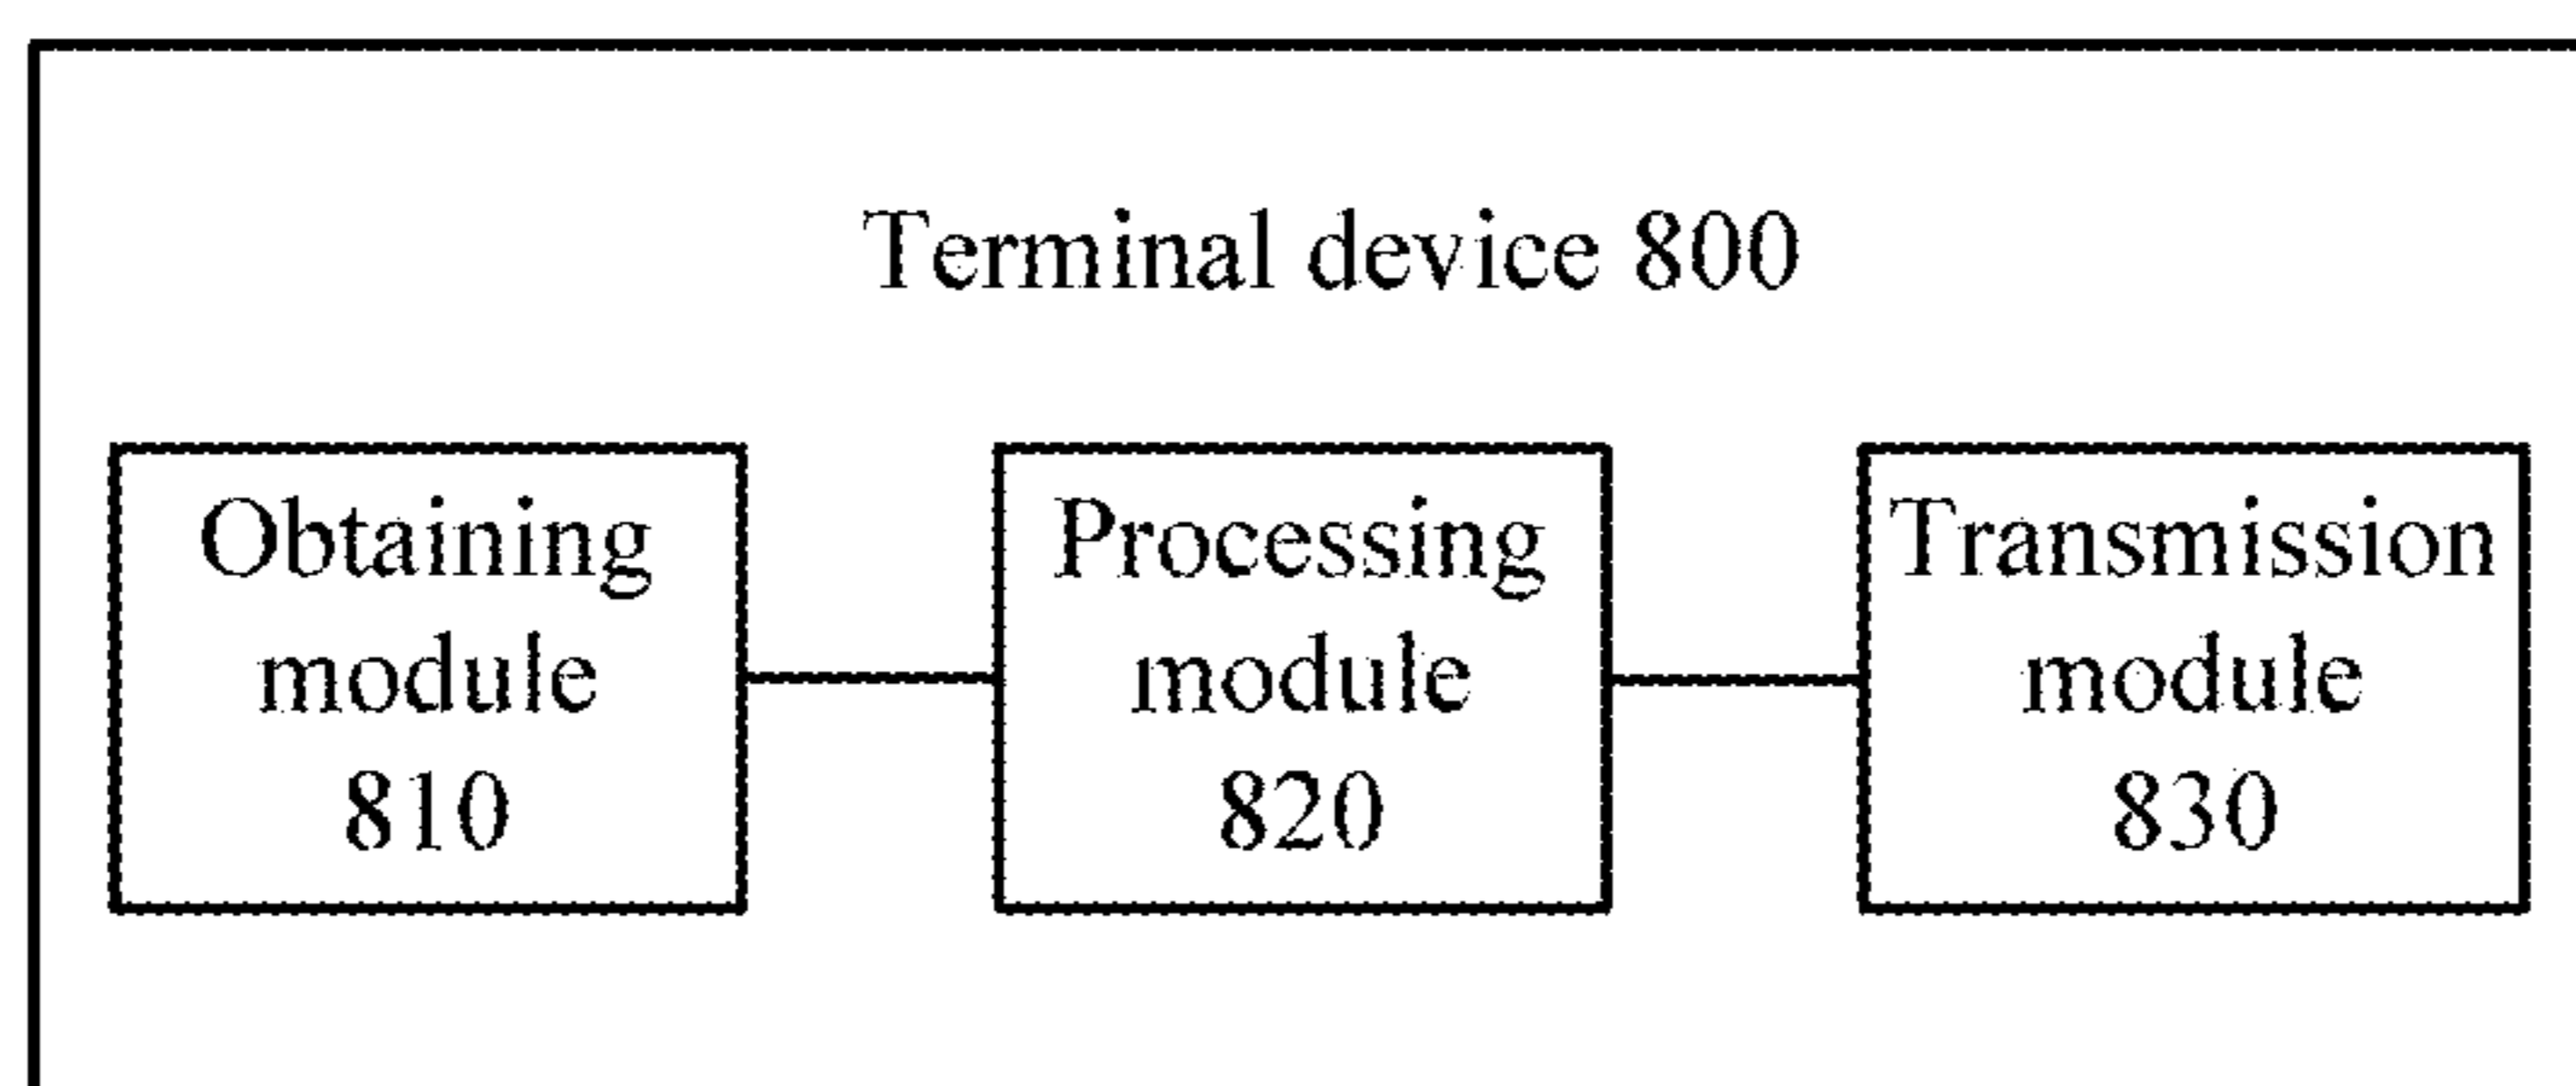 Terminal device 800
Obtaining
module
810
Processing
module
820
Transmission
module
830